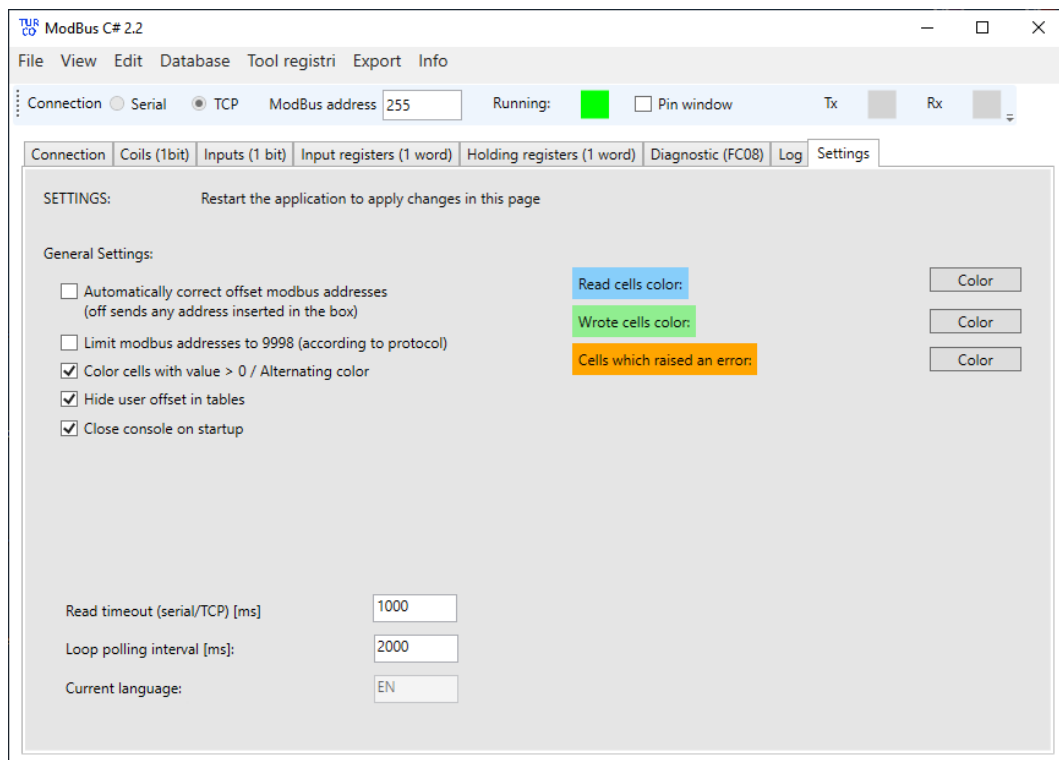 TUR
CO
ModBus C# 2.2
File View Edit Database Tool registri Export Info
Connection Serial TCP ModBus address 255 Running: Pin window Tx Rx
Connection Coils (1bit) Inputs (1 bit) Input registers (1 word) Holding registers (1 word) Diagnostic (FC08) Log Settings
SETTINGS: Restart the application to apply changes in this page
General Settings:
Automatically correct offset modbus addresses
(off sends any address inserted in the box)
Limit modbus addresses to 9998 (according to protocol)
Color cells with value > 0 / Alternating color
Hide user offset in tables
Close console on startup
Read cells color: Color
Wrote cells color: Color
Cells which raised an error: Color
Read timeout (serial/TCP) [ms] 1000
Loop polling interval [ms]: 2000
Current language: EN